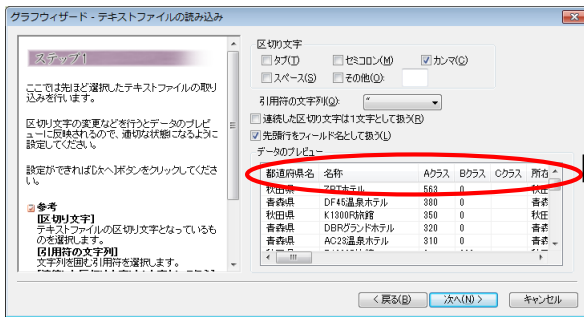 グラフウィザード - テキストファイルの読み込み
ステップ1
ここでは先ほど選択したテキストファイルの取り
込みを行います。
区切り文字の変更などを行うとデータのプレビ
ューに反映されるので、適切な状態になるように
設定してください。
設定ができれば[次へ]ボタンをクリックしてくださ
い。
参考
[区切り文字]
テキストファイルの区切り文字となっているも
のを選択します。
[引用符の文字列]
文字列を囲む引用符を選択します。
区切り文字
タブ(T) セミコロン(M) カンマ(C)
スペース(S) その他(O):
引用符の文字列(Q): "
連続した区切り文字は1文字として扱う(R)
先頭行をフィールド名として扱う(L)
データのプレビュー
都道府県名 名称 Aクラス Bクラス Cクラス 所在
秋田県 ZRTホテル 563 0 秋田
青森県 DF45温泉ホテル 380 0 青森
秋田県 K1300R旅館 350 0 秋田
青森県 DBRグランドホテル 320 0 青森
青森県 AC23温泉ホテル 310 0 青森
< 戻る(B) 次へ(N) > キャンセル